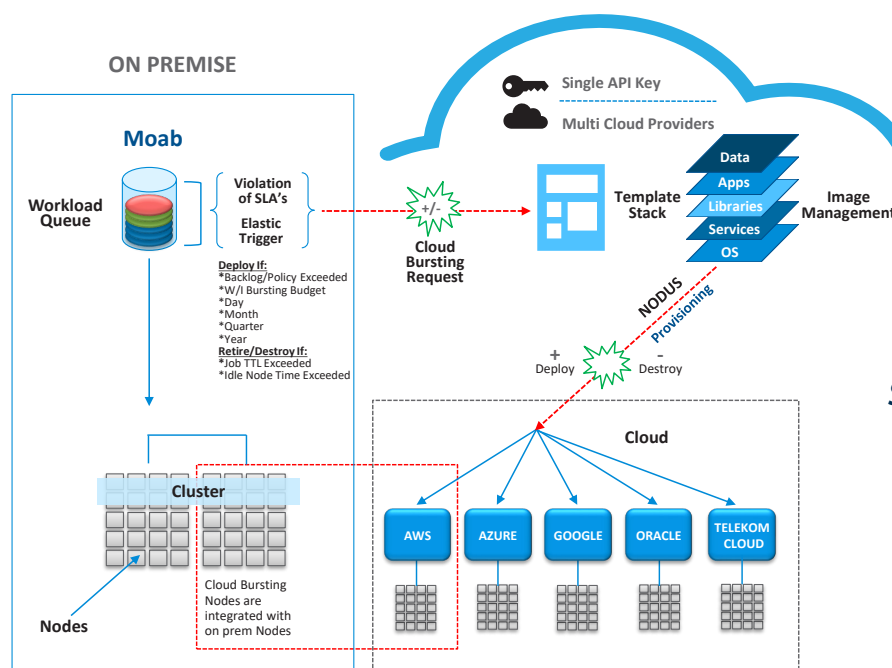 ON PREMISE
Moab
Workload
Queue
Violation
of SLA's
Elastic
Trigger
Deploy If:
*Backlog/Policy Exceeded
*W/I Bursting Budget
*Day
*Month
*Quarter
*Year
Retire/Destroy If:
*Job TTL Exceeded
*Idle Node Time Exceeded
+/-
Cloud
Bursting
Request
Single API Key
Multi Cloud Providers
Template
Stack
Data
Apps
Libraries
Services
OS
Image
Management
NODUS
Provisioning
+
Deploy
-
Destroy
S
Cluster
Nodes
Cloud Bursting
Nodes are
integrated with
on prem Nodes
Cloud
AWS
AZURE
GOOGLE
ORACLE
TELEKOM
CLOUD